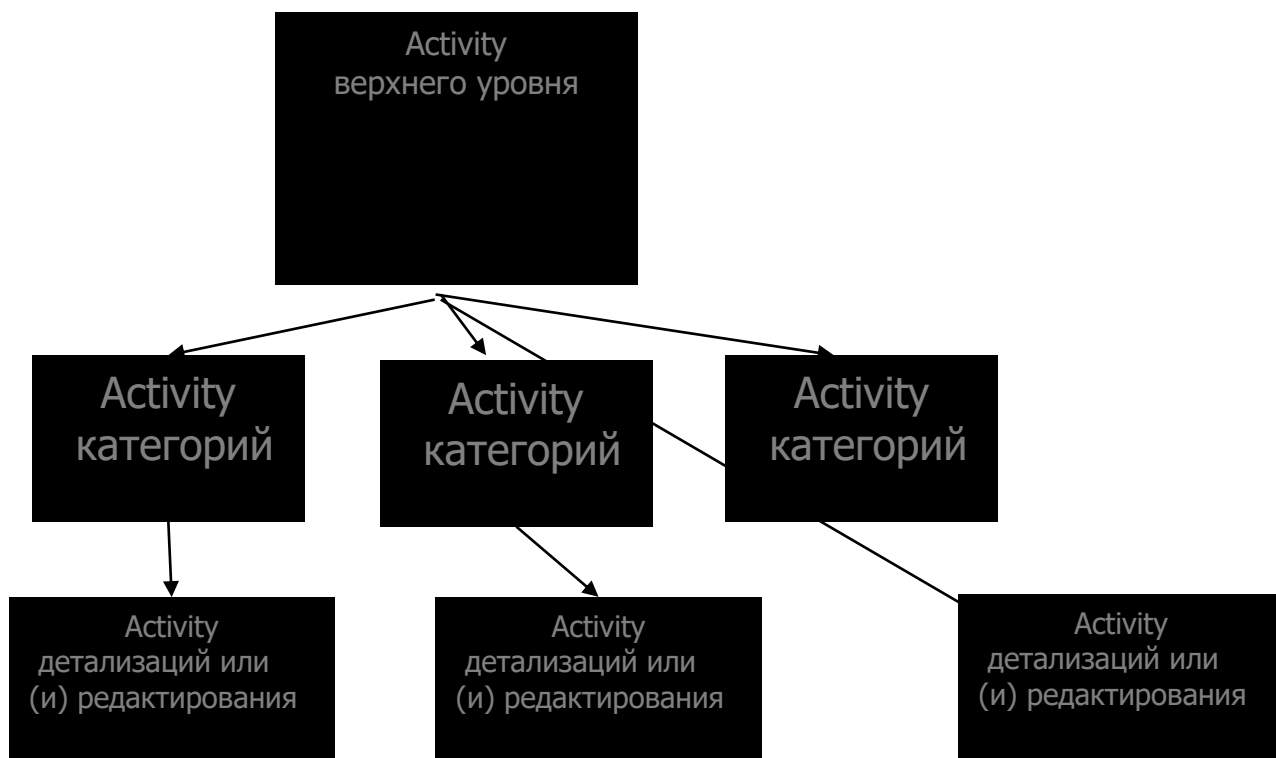 Activity
верхнего уровня
Activity
категорий
Activity
категорий
Activity
категорий
Activity
детализаций или
(и) редактирования
Activity
детализаций или
(и) редактирования
Activity
детализаций или
(и) редактирования